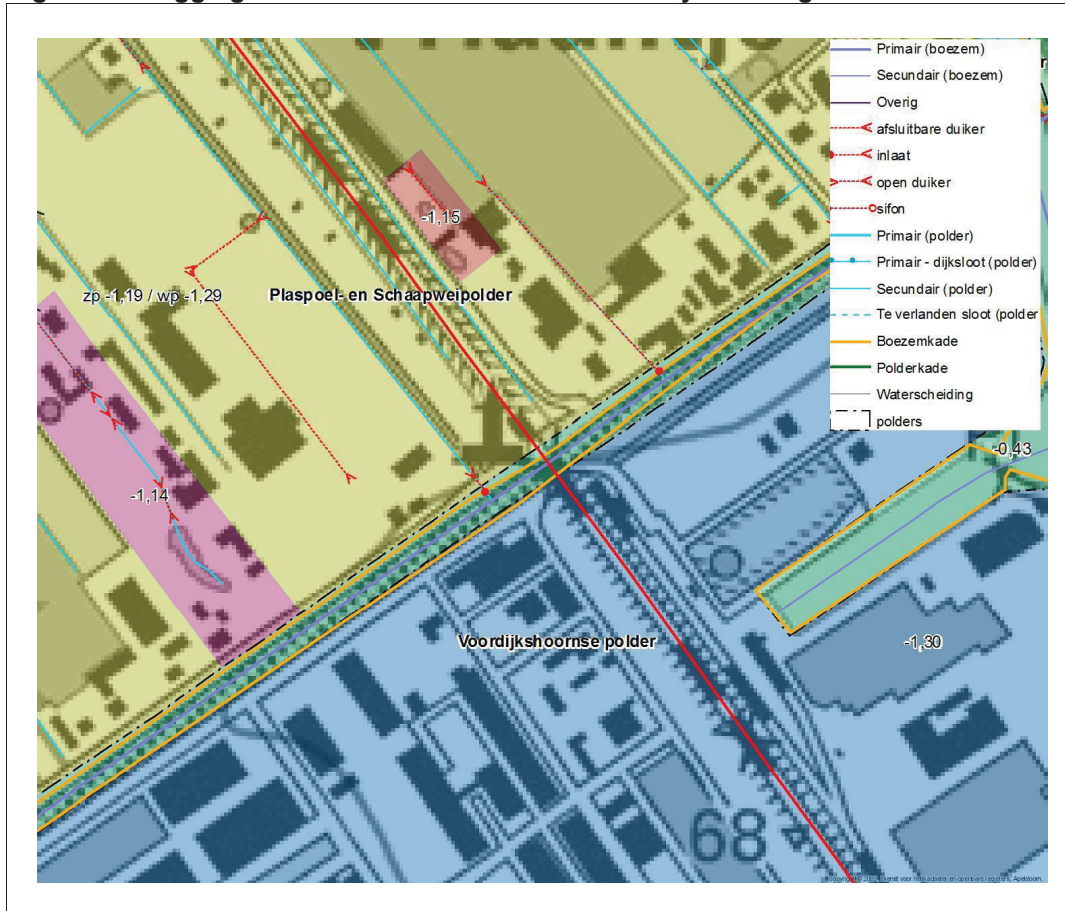 Primair (boezem)
Secundair (boezem)
Overig
afsluitbare duiker
inlaat
open duiker
sifon
Primair (polder)
Primair - dijksloot (polder)
Secundair (polder)
Te verlanden sloot (polder
Boezemkade
Polderkade
Waterscheiding
polders
-1,15
zp -1,19 / wp -1,29
Plaspoel- en Schaapweipolder
-0,43
-1,14
Voordijkshoornse polder
-1,30
68